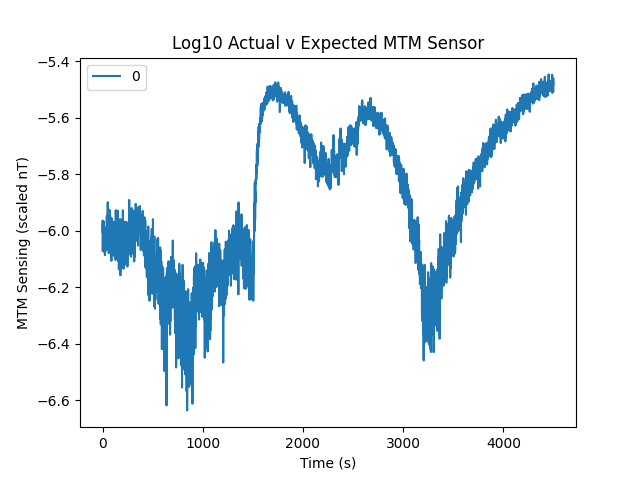 Log10 Actual v Expected MTM Sensor
0
MTM Sensing (scaled nT)
−5.4
−5.6
−5.8
−6.0
−6.2
−6.4
−6.6
0 1000 2000 3000 4000
Time (s)